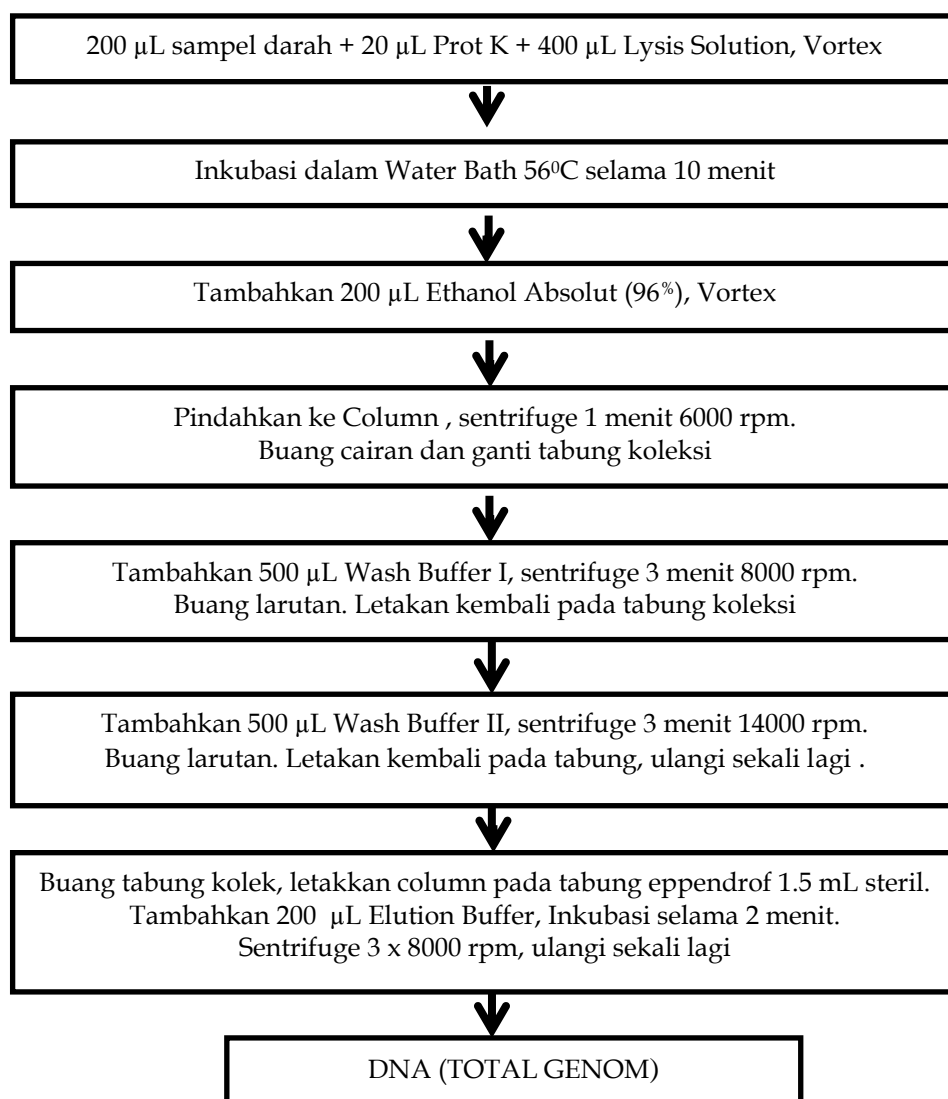 200 µL sampel darah + 20 µL Prot K + 400 µL Lysis Solution, Vortex
Inkubasi dalam Water Bath 56⁰C selama 10 menit
Tambahkan 200 µL Ethanol Absolut (96%), Vortex
Pindahkan ke Column , sentrifuge 1 menit 6000 rpm.
Buang cairan dan ganti tabung koleksi
Tambahkan 500 µL Wash Buffer I, sentrifuge 3 menit 8000 rpm.
Buang larutan. Letakan kembali pada tabung koleksi
Tambahkan 500 µL Wash Buffer II, sentrifuge 3 menit 14000 rpm.
Buang larutan. Letakan kembali pada tabung, ulangi sekali lagi .
Buang tabung kolek, letakkan column pada tabung eppendrof 1.5 mL steril.
Tambahkan 200 µL Elution Buffer, Inkubasi selama 2 menit.
Sentrifuge 3 x 8000 rpm, ulangi sekali lagi
DNA (TOTAL GENOM)